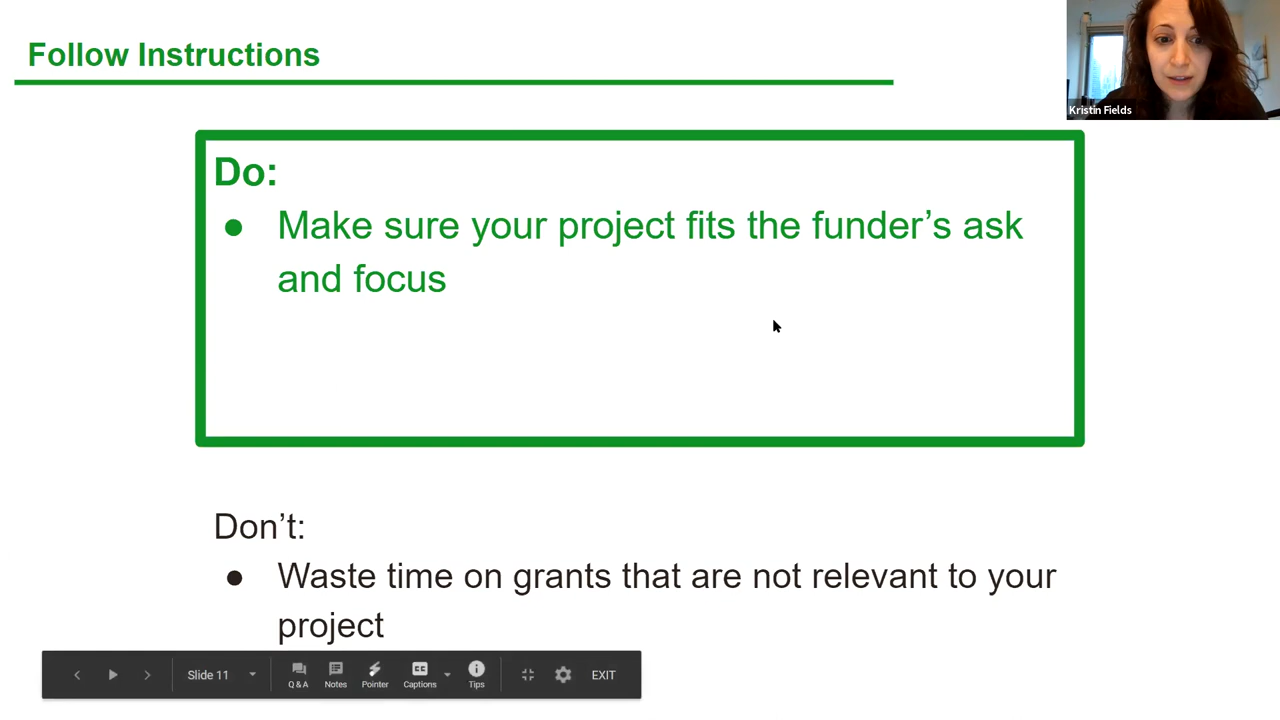 Follow Instructions
Kristin Fields
Do:
● Make sure your project fits the funder’s ask
and focus
Don’t:
● Waste time on grants that are not relevant to your
project
Slide 11
Q & A
Notes
Pointer
Captions
Tips
EXIT